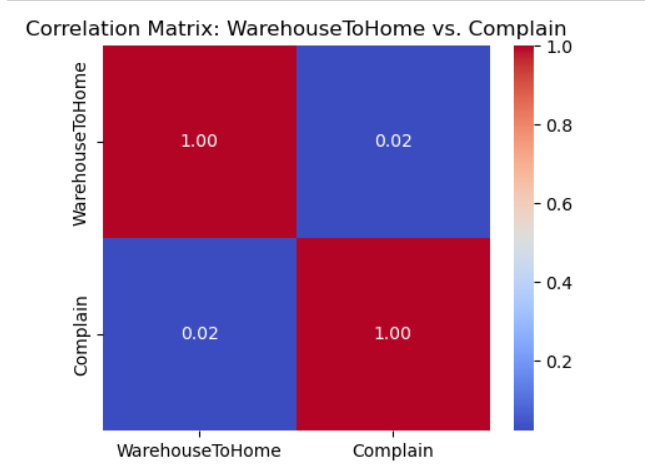 Correlation Matrix: WarehouseToHome vs. Complain
WarehouseToHome
1.00
0.02
Complain
0.02
1.00
WarehouseToHome
Complain
1.0
0.8
0.6
0.4
0.2